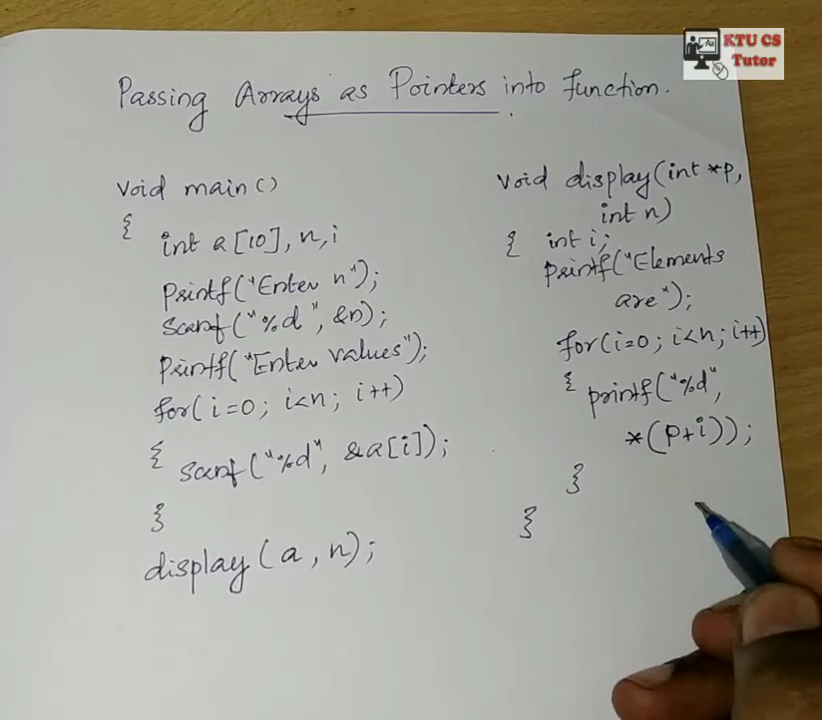 KTU CS
Tutor
Passing Arrays as Pointers into function.
void main()
{
int a[10], n, i
Printf("Enter n");
Scanf("%d", &n);
Printf("Enter values");
for(i=0; i<n; i++)
{ Scanf("%d", &a[i]);
}
display(a, n);
void display(int *p,
int n)
{ int i;
printf("Elements
are");
for(i=0; i<n; i++)
{ printf("%d",
*(p+i));
}
}